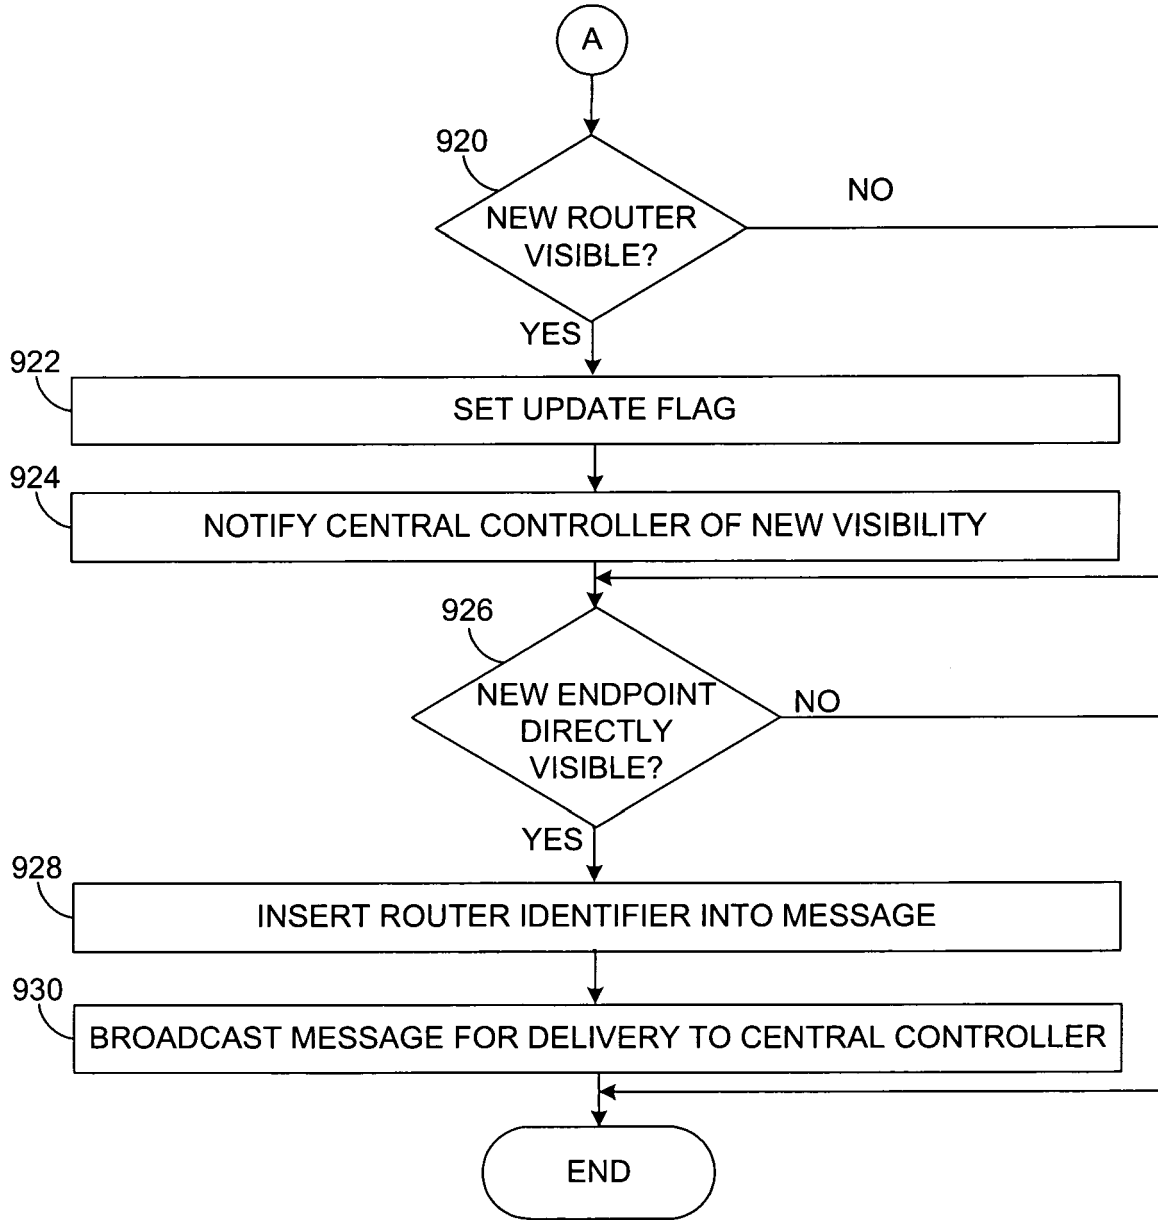 A
920
NEW ROUTER
VISIBLE?
NO
YES
922
SET UPDATE FLAG
924
NOTIFY CENTRAL CONTROLLER OF NEW VISIBILITY
926
NEW ENDPOINT
DIRECTLY
VISIBLE?
NO
YES
928
INSERT ROUTER IDENTIFIER INTO MESSAGE
930
BROADCAST MESSAGE FOR DELIVERY TO CENTRAL CONTROLLER
END